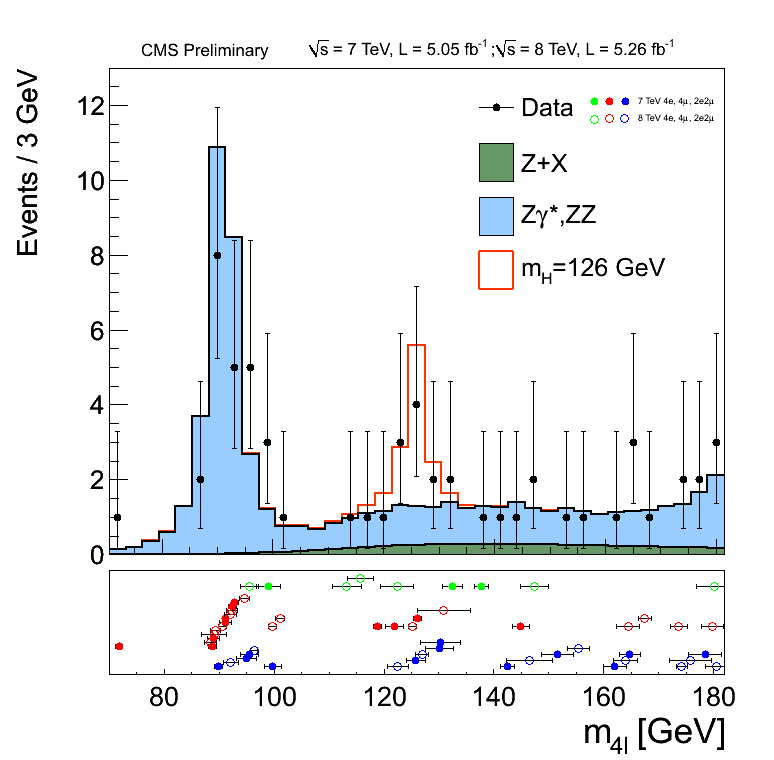 CMS Preliminary √s = 7 TeV, L = 5.05 fb⁻¹ ;√s = 8 TeV, L = 5.26 fb⁻¹
Events / 3 GeV
12
10
8
6
4
2
0
Data
7 TeV 4e, 4μ, 2e2μ
8 TeV 4e, 4μ, 2e2μ
Z+X
Zγ*,ZZ
m_H=126 GeV
80 100 120 140 160 180
m_4l [GeV]